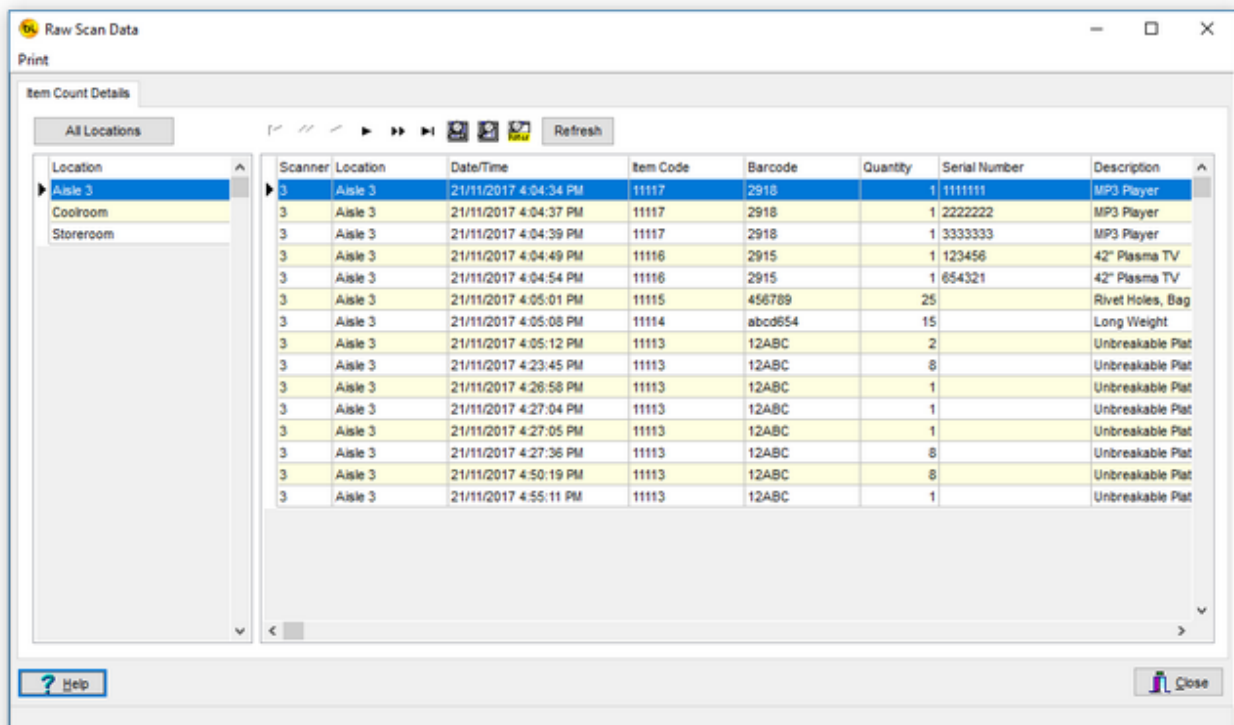 Raw Scan Data
Print
Item Count Details
All Locations Refresh
Location
Aisle 3
Coolroom
Storeroom
Scanner Location Date/Time Item Code Barcode Quantity Serial Number Description
3 Aisle 3 21/11/2017 4:04:34 PM 11117 2918 1 1111111 MP3 Player
3 Aisle 3 21/11/2017 4:04:37 PM 11117 2918 1 2222222 MP3 Player
3 Aisle 3 21/11/2017 4:04:39 PM 11117 2918 1 3333333 MP3 Player
3 Aisle 3 21/11/2017 4:04:49 PM 11116 2915 1 123456 42" Plasma TV
3 Aisle 3 21/11/2017 4:04:54 PM 11116 2915 1 654321 42" Plasma TV
3 Aisle 3 21/11/2017 4:05:01 PM 11115 456789 25 Rivet Holes, Bag
3 Aisle 3 21/11/2017 4:05:08 PM 11114 abcd654 15 Long Weight
3 Aisle 3 21/11/2017 4:05:12 PM 11113 12ABC 2 Unbreakable Plat
3 Aisle 3 21/11/2017 4:23:45 PM 11113 12ABC 8 Unbreakable Plat
3 Aisle 3 21/11/2017 4:26:58 PM 11113 12ABC 1 Unbreakable Plat
3 Aisle 3 21/11/2017 4:27:04 PM 11113 12ABC 1 Unbreakable Plat
3 Aisle 3 21/11/2017 4:27:05 PM 11113 12ABC 1 Unbreakable Plat
3 Aisle 3 21/11/2017 4:27:36 PM 11113 12ABC 8 Unbreakable Plat
3 Aisle 3 21/11/2017 4:50:19 PM 11113 12ABC 8 Unbreakable Plat
3 Aisle 3 21/11/2017 4:55:11 PM 11113 12ABC 1 Unbreakable Plat
? Help
Close